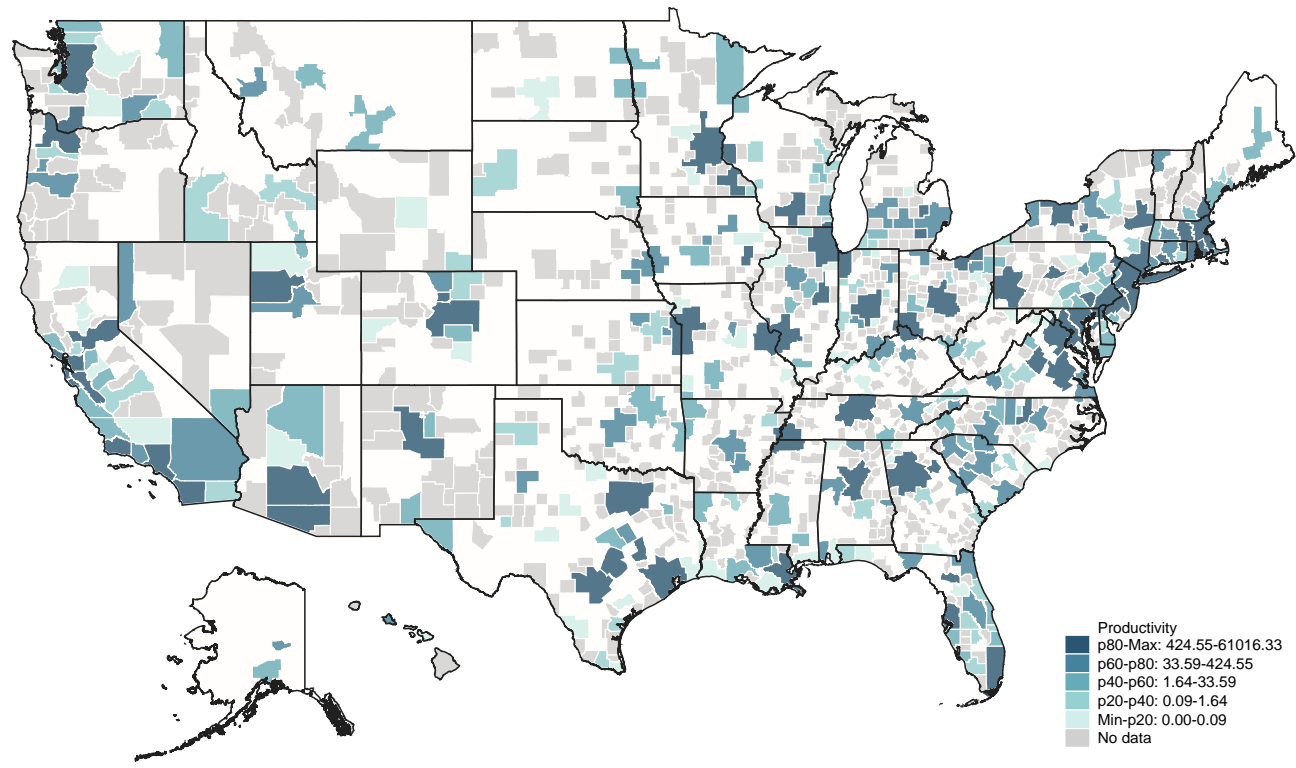 Productivity
p80-Max: 424.55-61016.33
p60-p80: 33.59-424.55
p40-p60: 1.64-33.59
p20-p40: 0.09-1.64
Min-p20: 0.00-0.09
No data